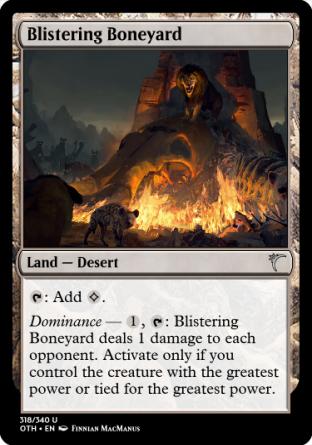 Blistering Boneyard
Land — Desert
: Add .
Dominance — 1, : Blistering
Boneyard deals 1 damage to each
opponent. Activate only if you
control the creature with the greatest
power or tied for the greatest power.
318/340 U
OTH • EN Finnian MacManus